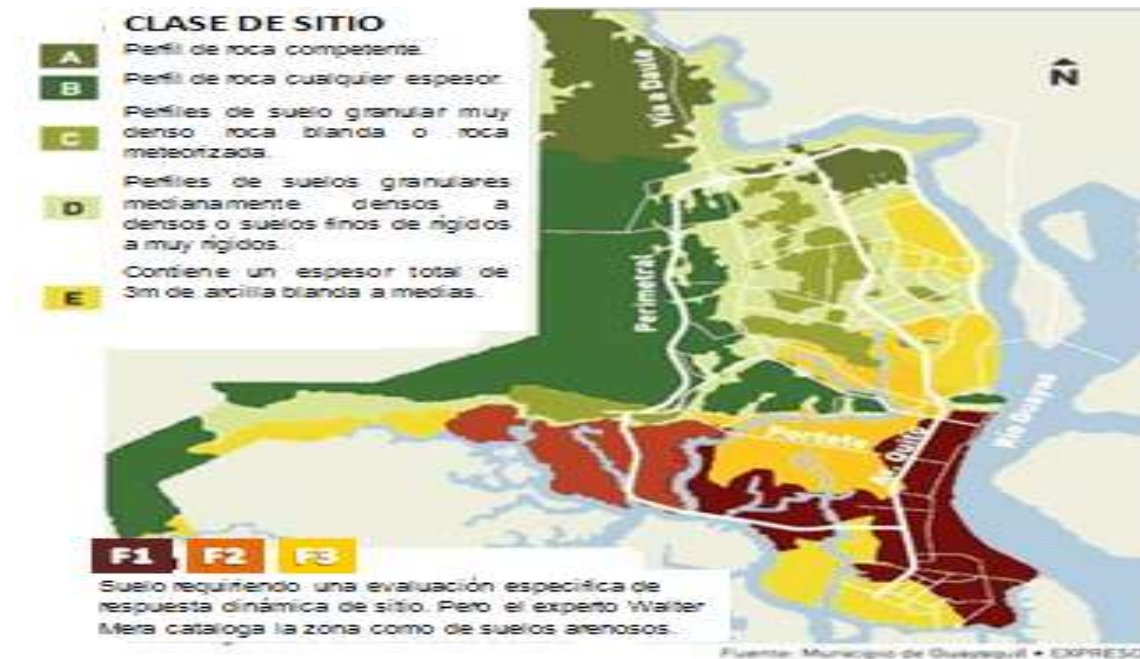 CLASE DE SITIO
A Perfil de roca competente.
B Perfil de roca cualquier espesor.
C Perfiles de suelo granular muy
denso roca blanda o roca
meteorizada.
D Perfiles de suelos granulares
medianamente densos a
densos o suelos finos de rígidos
a muy rígidos.
E Contiene un espesor total de
3m de arcilla blanda a medias.
N
Vía a Daule
Perimetral
Portete
Av. Quito
Río Guayas
F1 F2 F3
Suelo requiriendo una evaluación especifica de
respuesta dinámica de sitio. Pero el experto Walter
Mera cataloga la zona como de suelos arenosos.
Fuente: Municipio de Guayaquil • EXPRESO